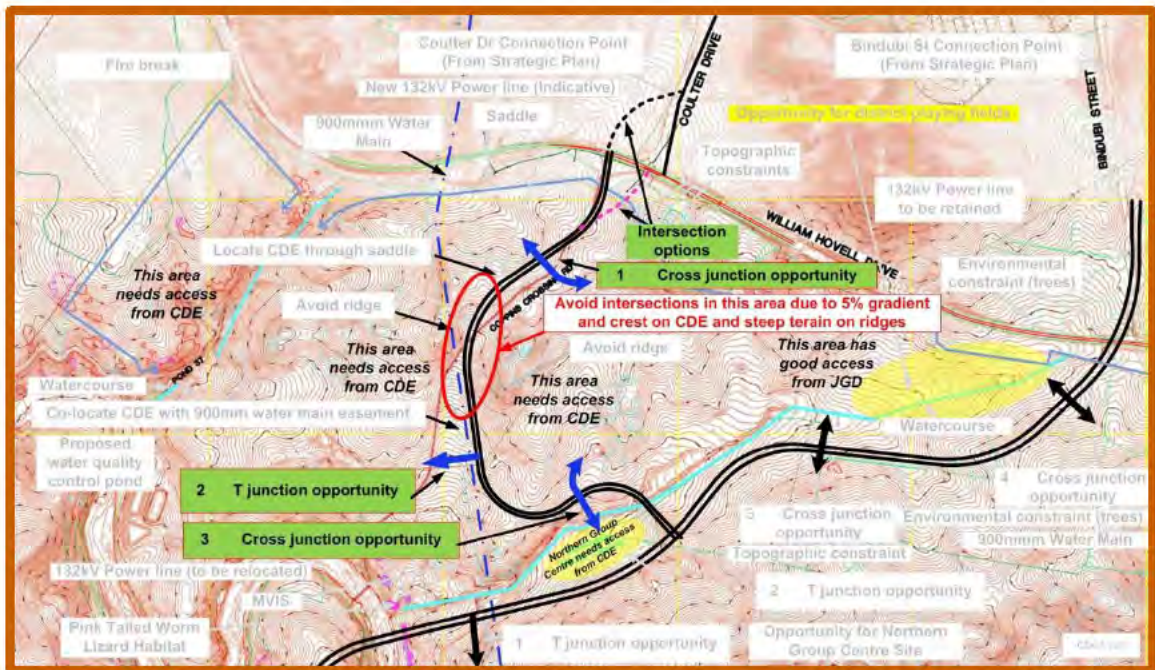 Coulter Dr Connection Point
(From Strategic Plan)
Bindubi St Connection Point
(From Strategic Plan)
Fire break
New 132kV Power line (Indicative)
COULTER DRIVE
BINDUBI STREET
Saddle
Opportunity for district playing fields
900mmm Water
Main
Topographic
constraints
132kV Power line
to be retained
WILLIAM HOVELL DRIVE
Locate CDE through saddle
Intersection
options
This area
needs access
from CDE
1 Cross junction opportunity
Environmental
constraint (trees)
Avoid ridge
COPPINS CROSSING RD
Avoid intersections in this area due to 5% gradient
and crest on CDE and steep terain on ridges
This area
needs access
from CDE
Avoid ridge
This area has
good access
from JGD
POND ST
This area
needs access
from CDE
Watercourse
Co-locate CDE with 900mm water main easement
Watercourse
Proposed
water quality
control pond
2 T junction opportunity
4 Cross junction
opportunity
3 Cross junction opportunity
3 Cross junction
opportunity
Environmental constraint (trees)
900mmm Water Main
Northern Group
Centre needs access
from CDE
Topographic constraint
132kV Power line (to be relocated)
MVIS
2 T junction opportunity
Pink Tailed Worm
Lizard Habitat
1 T junction opportunity
Opportunity for Northern
Group Centre Site